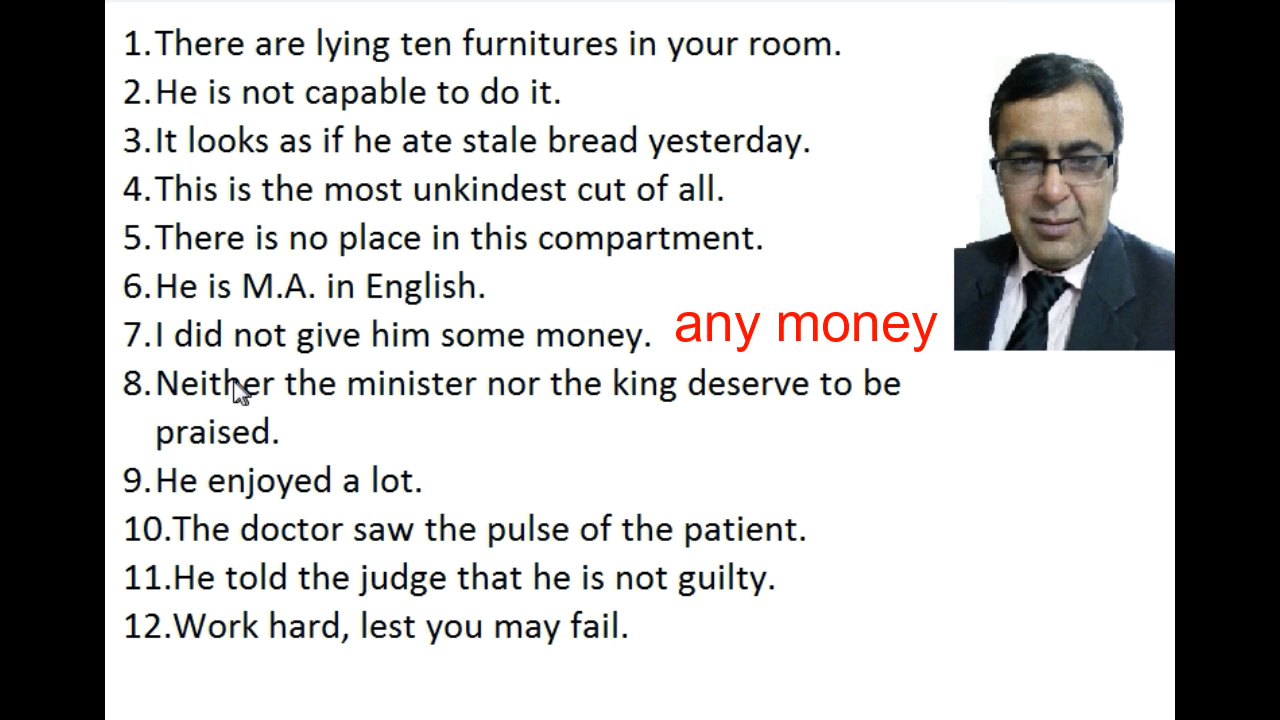 1.There are lying ten furnitures in your room.
2.He is not capable to do it.
3.It looks as if he ate stale bread yesterday.
4.This is the most unkindest cut of all.
5.There is no place in this compartment.
6.He is M.A. in English.
7.I did not give him some money. any money
8.Neither the minister nor the king deserve to be
praised.
9.He enjoyed a lot.
10.The doctor saw the pulse of the patient.
11.He told the judge that he is not guilty.
12.Work hard, lest you may fail.